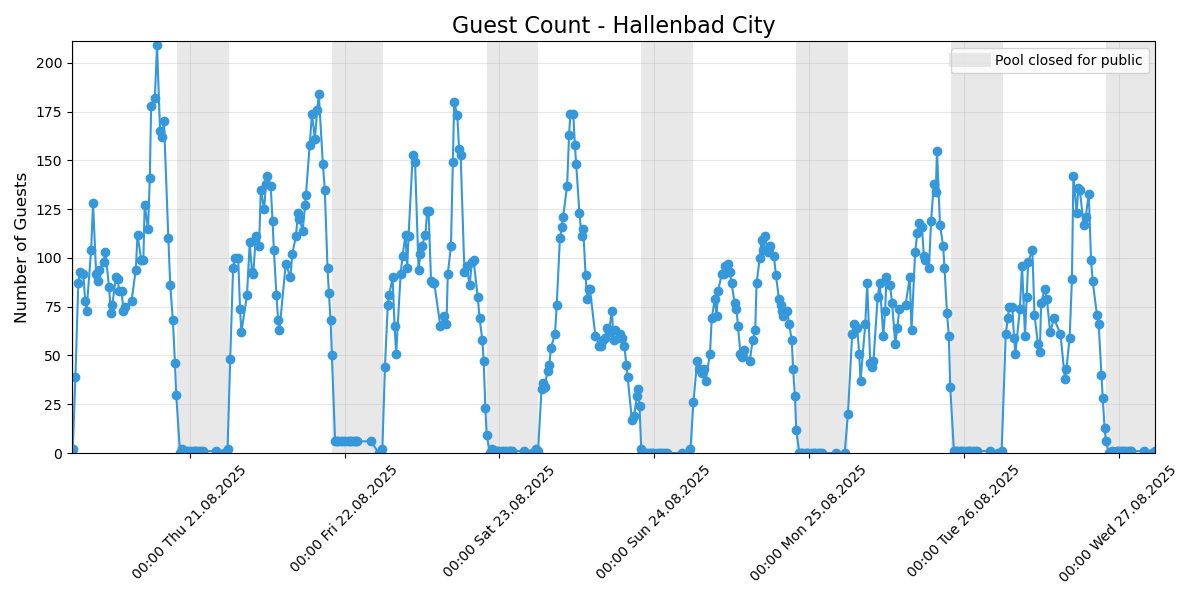 Guest Count - Hallenbad City
Pool closed for public
Number of Guests
200
175
150
125
100
75
50
25
0
00:00 Thu 21.08.2025
00:00 Fri 22.08.2025
00:00 Sat 23.08.2025
00:00 Sun 24.08.2025
00:00 Mon 25.08.2025
00:00 Tue 26.08.2025
00:00 Wed 27.08.2025